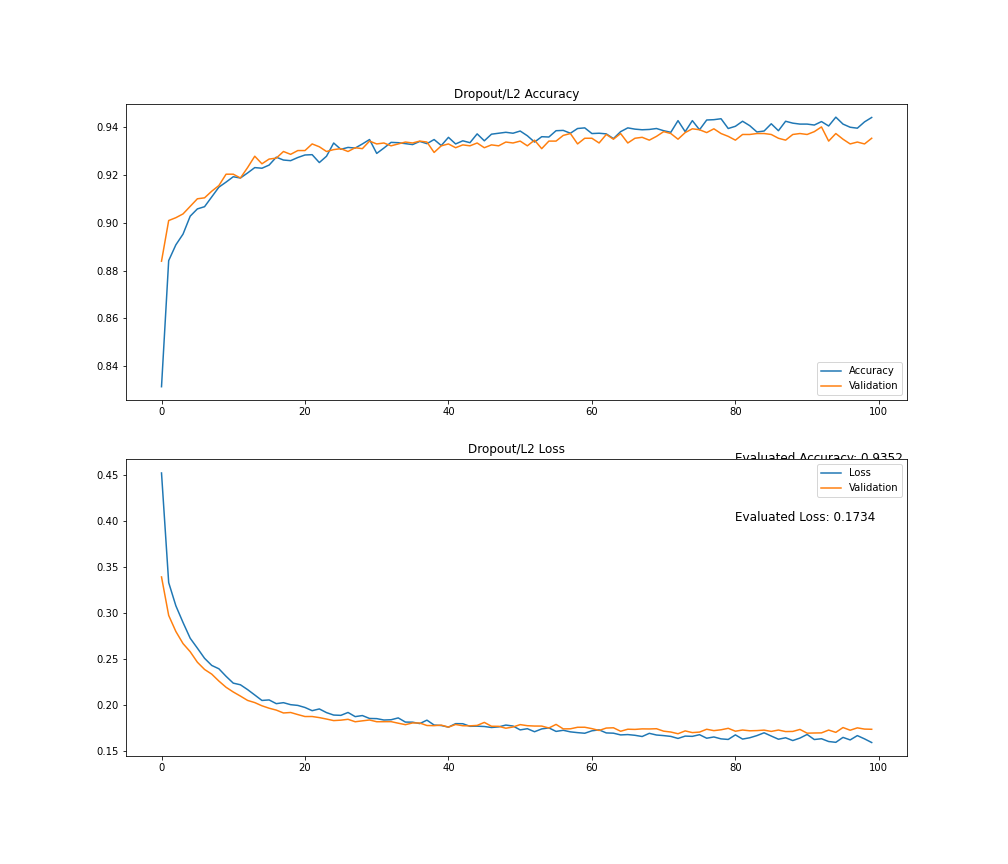 Dropout/L2 Accuracy
0.94
0.92
0.90
0.88
0.86
0.84
Accuracy
Validation
0 20 40 60 80 100
Dropout/L2 Loss
Evaluated Accuracy: 0.9352
0.45
0.40
0.35
0.30
0.25
0.20
0.15
Loss
Validation
Evaluated Loss: 0.1734
0 20 40 60 80 100